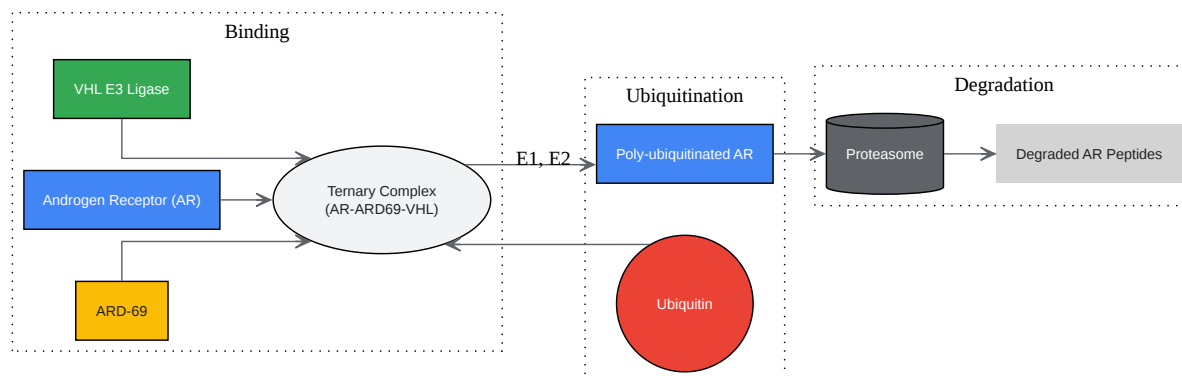 Binding
VHL E3 Ligase
Androgen Receptor (AR)
ARD-69
Ternary Complex
(AR-ARD69-VHL)
E1, E2
Ubiquitination
Poly-ubiquitinated AR
Ubiquitin
Degradation
Proteasome
Degraded AR Peptides